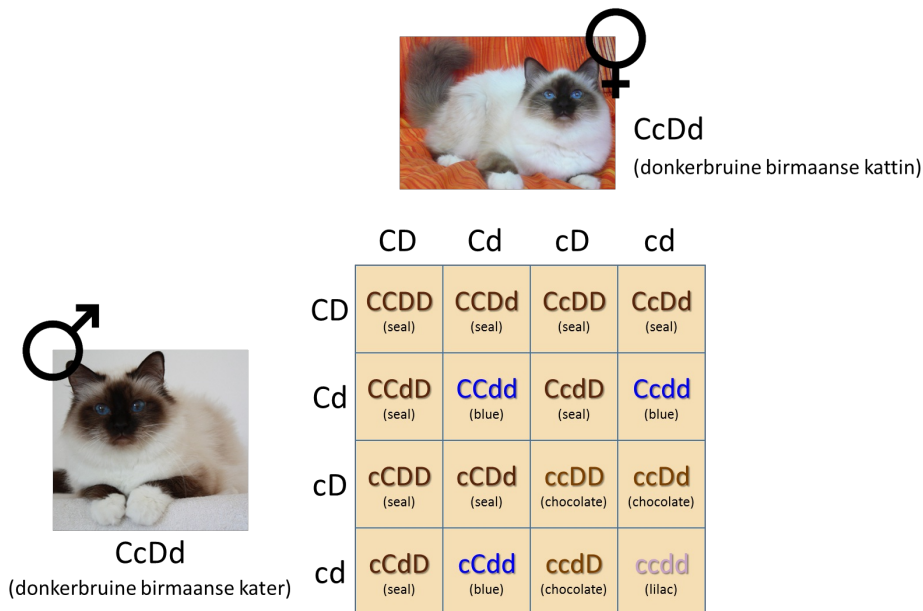 CcDd
(donkerbruine birmaanse kattin)
CD Cd cD cd
CD CCDD CCDd CcDD CcDd
(seal) (seal) (seal) (seal)
Cd CCdD CCdd CcdD Ccdd
(seal) (blue) (seal) (blue)
cD cCDD cCDd ccDD ccDd
(seal) (seal) (chocolate) (chocolate)
cd cCdD cCdd ccdD ccdd
(seal) (blue) (chocolate) (lilac)
CcDd
(donkerbruine birmaanse kater)